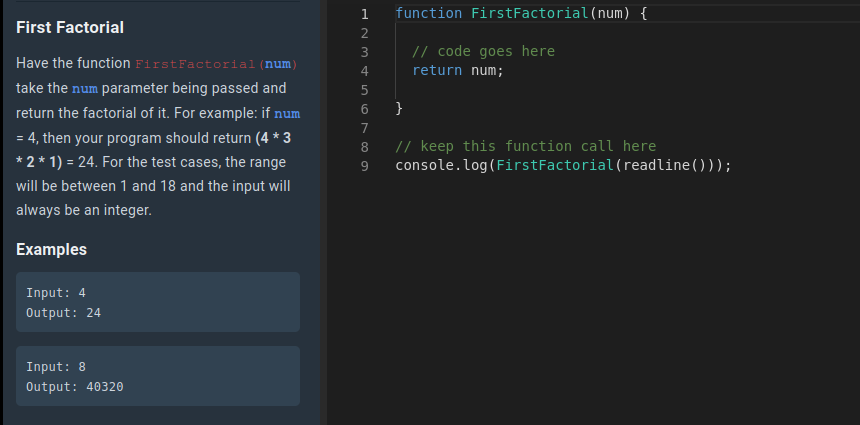 First Factorial
Have the function FirstFactorial(num)
take the num parameter being passed and
return the factorial of it. For example: if num
= 4, then your program should return (4 * 3
* 2 * 1) = 24. For the test cases, the range
will be between 1 and 18 and the input will
always be an integer.
Examples
Input: 4
Output: 24
Input: 8
Output: 40320
1 function FirstFactorial(num) {
2
3 // code goes here
4 return num;
5
6 }
7
8 // keep this function call here
9 console.log(FirstFactorial(readline()));